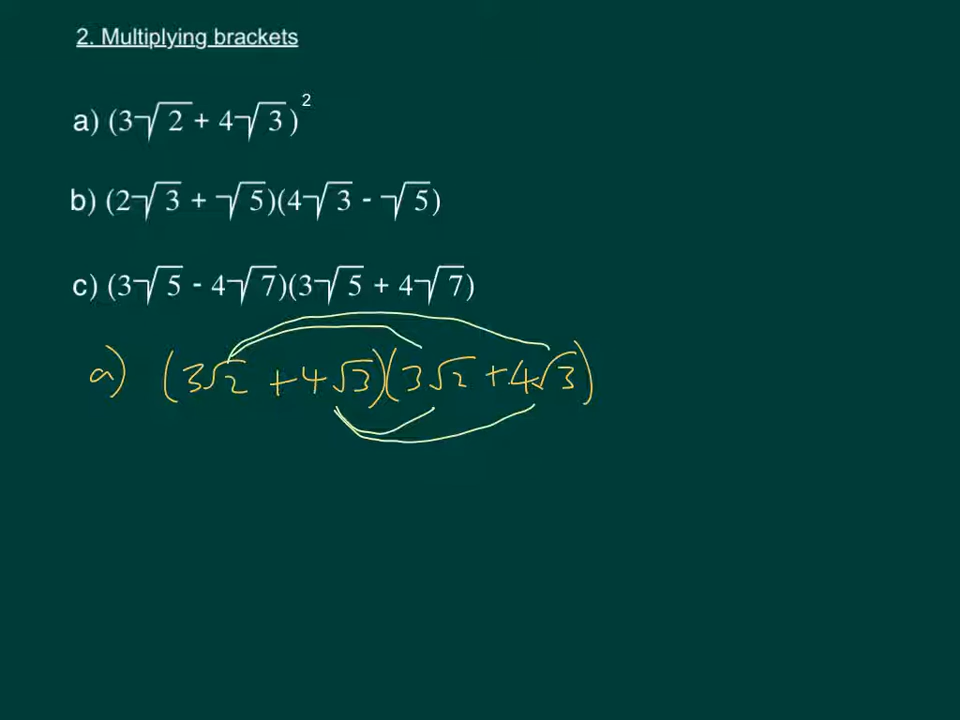 2. Multiplying brackets
a) (3√2 + 4√3)²
b) (2√3 + √5)(4√3 - √5)
c) (3√5 - 4√7)(3√5 + 4√7)
a) (3√2 + 4√3)(3√2 + 4√3)